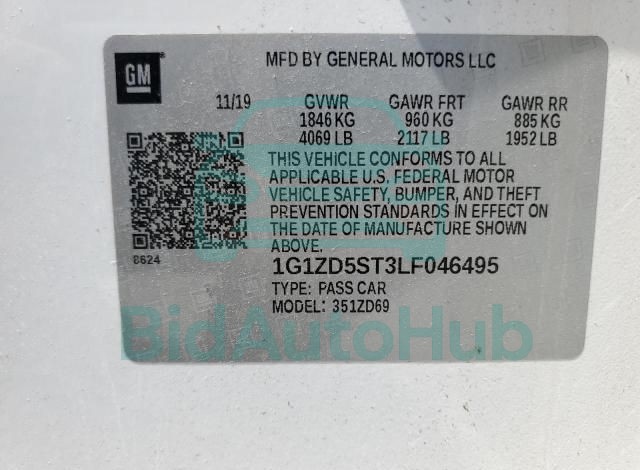 GM
MFD BY GENERAL MOTORS LLC
11/19 GVWR GAWR FRT GAWR RR
1846 KG 960 KG 885 KG
4069 LB 2117 LB 1952 LB
THIS VEHICLE CONFORMS TO ALL
APPLICABLE U.S. FEDERAL MOTOR
VEHICLE SAFETY, BUMPER, AND THEFT
PREVENTION STANDARDS IN EFFECT ON
THE DATE OF MANUFACTURE SHOWN
ABOVE.
8624
1G1ZD5ST3LF046495
TYPE: PASS CAR
MODEL: 351ZD69
BidAutoHub